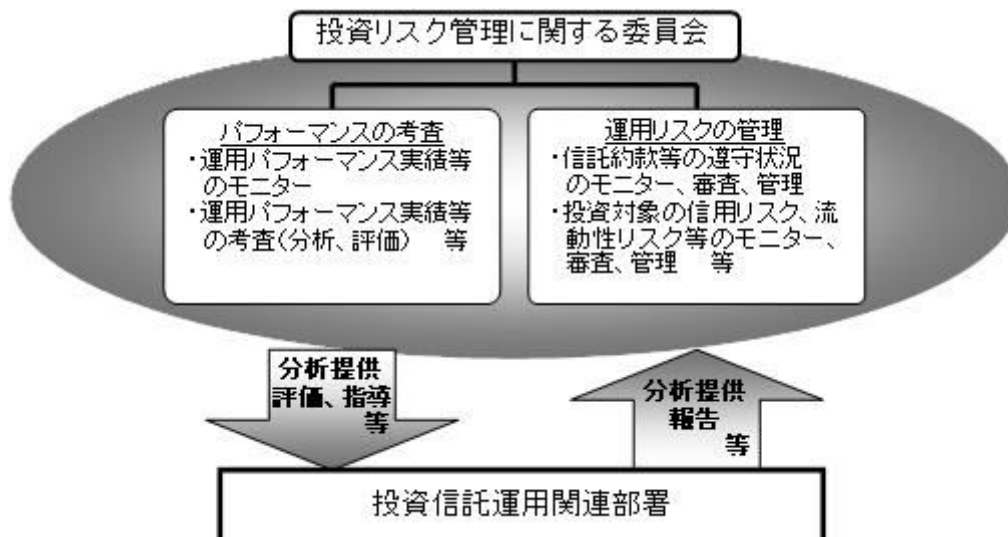 投資リスク管理に関する委員会
パフォーマンスの考査
・運用パフォーマンス実績等
のモニター
・運用パフォーマンス実績等
の考査(分析、評価)　等
運用リスクの管理
・信託約款等の遵守状況
のモニター、審査、管理
・投資対象の信用リスク、流
動性リスク等のモニター、
審査、管理　等
分析提供
評価、指導
等
分析提供
報告
等
投資信託運用関連部署